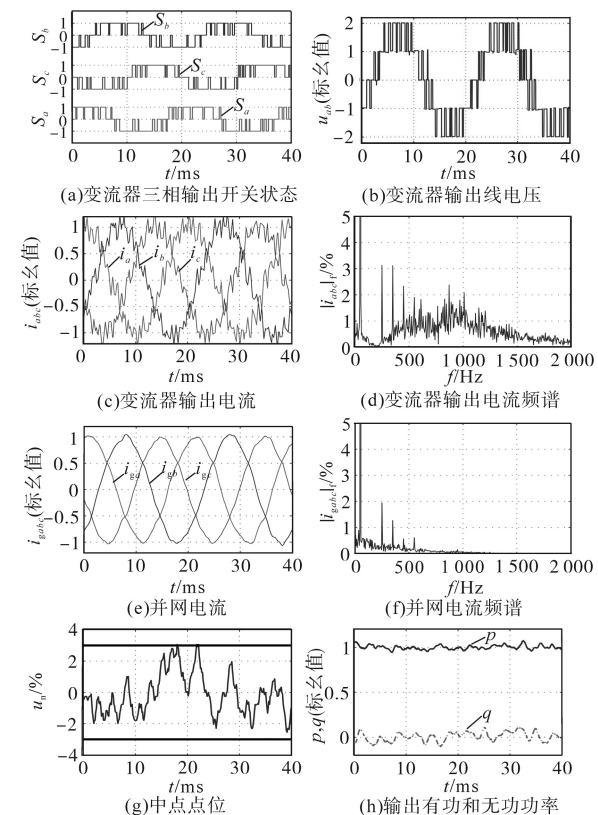 S_b
1
0
−1
S_b
S_c
1
0
−1
S_c
S_a
1
0
−1
S_a
0 10 20 30 40
t/ms
(a)变流器三相输出开关状态
u_ab(标幺值)
2
1
0
−1
−2
0 10 20 30 40
t/ms
(b)变流器输出线电压
i_abc(标幺值)
1
0.5
0
−0.5
−1
i_a i_b i_c
0 10 20 30 40
t/ms
(c)变流器输出电流
|i_abc|_f/%
5
4
3
2
1
0
0 500 1 000 1 500 2 000
f/Hz
(d)变流器输出电流频谱
i_gabc(标幺值)
1
0.5
0
−0.5
−1
i_ga i_gb i_gc
0 10 20 30 40
t/ms
(e)并网电流
|i_gabc|_f/%
5
4
3
2
1
0
0 500 1 000 1 500 2 000
f/Hz
(f)并网电流频谱
u_n/%
4
2
0
−2
−4
0 10 20 30 40
t/ms
(g)中点点位
p,q(标幺值)
1
0.5
0
p
q
0 10 20 30 40
t/ms
(h)输出有功和无功功率